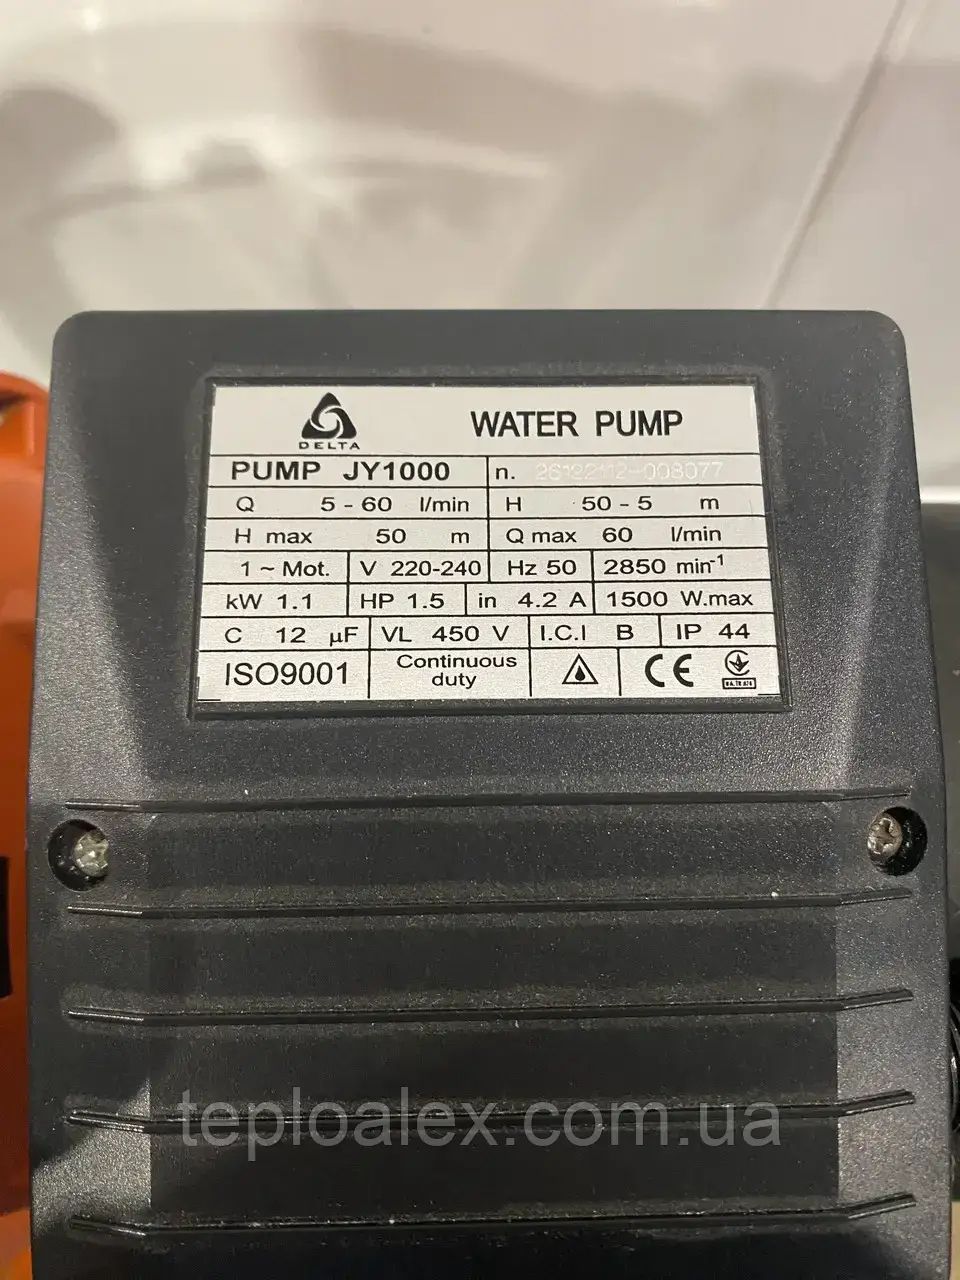 DELTA
WATER PUMP
PUMP JY1000 n. 26122112-008077
Q 5 - 60 l/min H 50 - 5 m
H max 50 m Q max 60 l/min
1 ~ Mot. V 220-240 Hz 50 2850 min⁻¹
kW 1.1 HP 1.5 in 4.2 A 1500 W.max
C 12 µF VL 450 V I.C.I B IP 44
ISO9001 Continuous duty CE
teploalex.com.ua